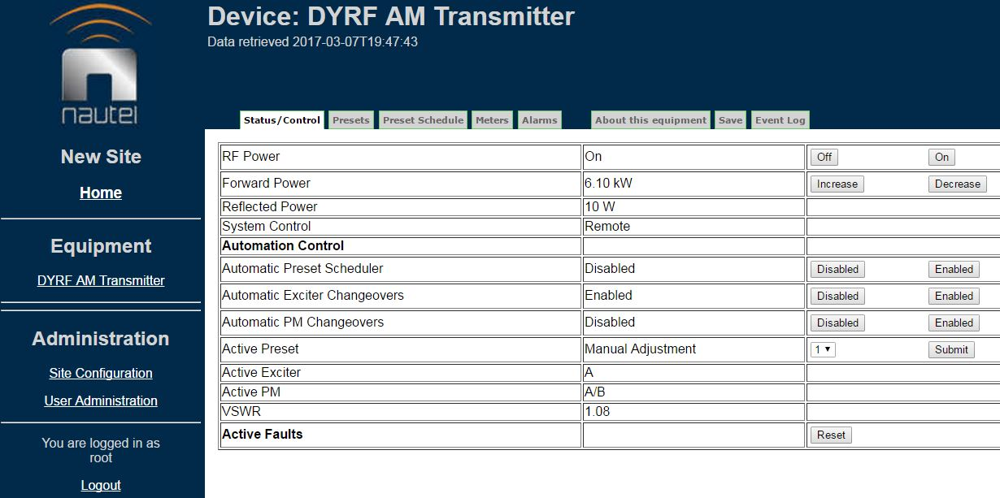 Device: DYRF AM Transmitter
Data retrieved 2017-03-07T19:47:43
nautel
New Site
Home
Equipment
DYRF AM Transmitter
Administration
Site Configuration
User Administration
You are logged in as
root
Logout
Status/Control Presets Preset Schedule Meters Alarms About this equipment Save Event Log
RF Power On Off On
Forward Power 6.10 kW Increase Decrease
Reflected Power 10 W
System Control Remote
Automation Control
Automatic Preset Scheduler Disabled Disabled Enabled
Automatic Exciter Changeovers Enabled Disabled Enabled
Automatic PM Changeovers Disabled Disabled Enabled
Active Preset Manual Adjustment 1 Submit
Active Exciter A
Active PM A/B
VSWR 1.08
Active Faults Reset